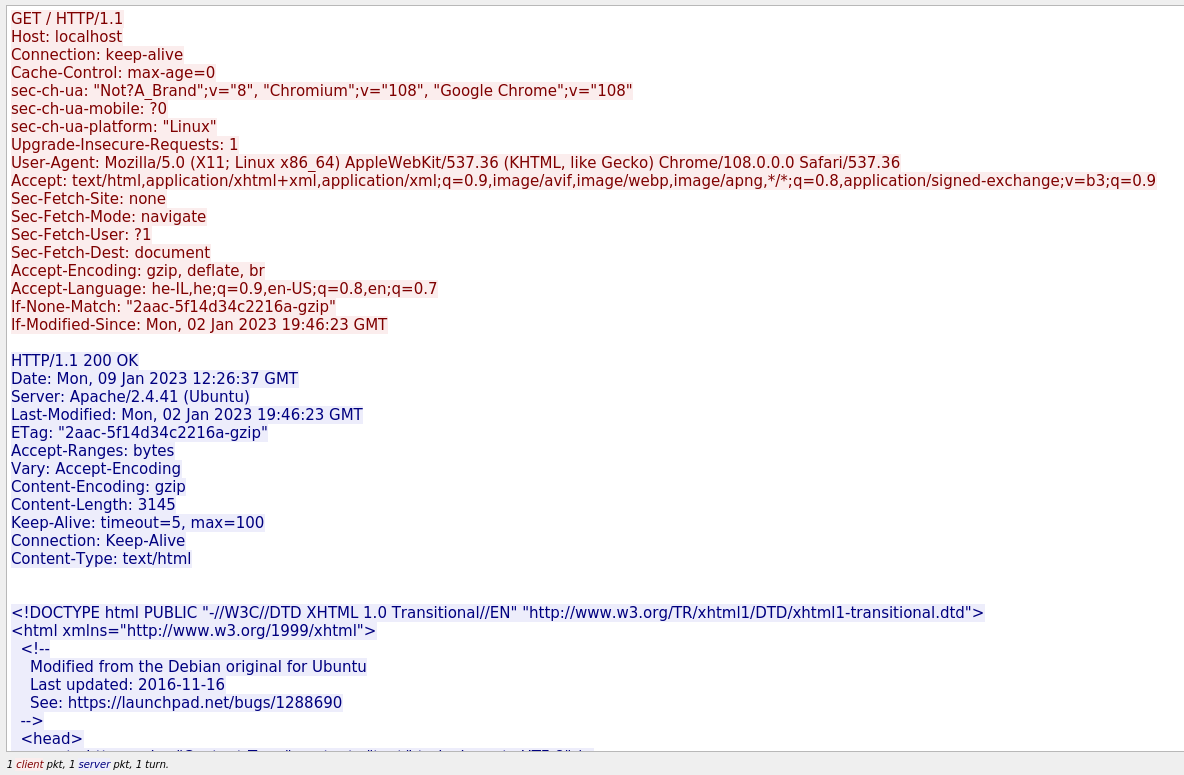 GET / HTTP/1.1
Host: localhost
Connection: keep-alive
Cache-Control: max-age=0
sec-ch-ua: "Not?A_Brand";v="8", "Chromium";v="108", "Google Chrome";v="108"
sec-ch-ua-mobile: ?0
sec-ch-ua-platform: "Linux"
Upgrade-Insecure-Requests: 1
User-Agent: Mozilla/5.0 (X11; Linux x86_64) AppleWebKit/537.36 (KHTML, like Gecko) Chrome/108.0.0.0 Safari/537.36
Accept: text/html,application/xhtml+xml,application/xml;q=0.9,image/avif,image/webp,image/apng,*/*;q=0.8,application/signed-exchange;v=b3;q=0.9
Sec-Fetch-Site: none
Sec-Fetch-Mode: navigate
Sec-Fetch-User: ?1
Sec-Fetch-Dest: document
Accept-Encoding: gzip, deflate, br
Accept-Language: he-IL,he;q=0.9,en-US;q=0.8,en;q=0.7
If-None-Match: "2aac-5f14d34c2216a-gzip"
If-Modified-Since: Mon, 02 Jan 2023 19:46:23 GMT
HTTP/1.1 200 OK
Date: Mon, 09 Jan 2023 12:26:37 GMT
Server: Apache/2.4.41 (Ubuntu)
Last-Modified: Mon, 02 Jan 2023 19:46:23 GMT
ETag: "2aac-5f14d34c2216a-gzip"
Accept-Ranges: bytes
Vary: Accept-Encoding
Content-Encoding: gzip
Content-Length: 3145
Keep-Alive: timeout=5, max=100
Connection: Keep-Alive
Content-Type: text/html
<!DOCTYPE html PUBLIC "-//W3C//DTD XHTML 1.0 Transitional//EN" "http://www.w3.org/TR/xhtml1/DTD/xhtml1-transitional.dtd">
<html xmlns="http://www.w3.org/1999/xhtml">
<!--
Modified from the Debian original for Ubuntu
Last updated: 2016-11-16
See: https://launchpad.net/bugs/1288690
-->
<head>
1 client pkt, 1 server pkt, 1 turn.